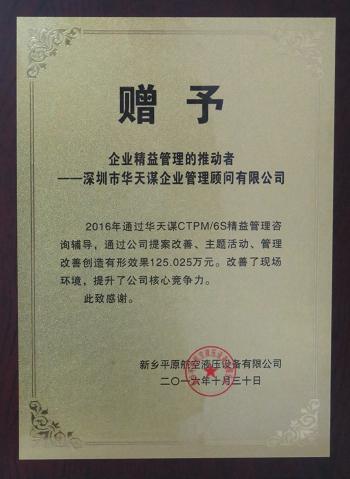 赠予
企业精益管理的推动者
——深圳市华天谋企业管理顾问有限公司
2016年通过华天谋CTPM/6S精益管理咨
询辅导，通过公司提案改善、主题活动、管理
改善创造有形效果125.025万元。改善了现场
环境，提升了公司核心竞争力。
此致感谢。
新乡平原航空液压设备有限公司
二〇一六年十月三十日